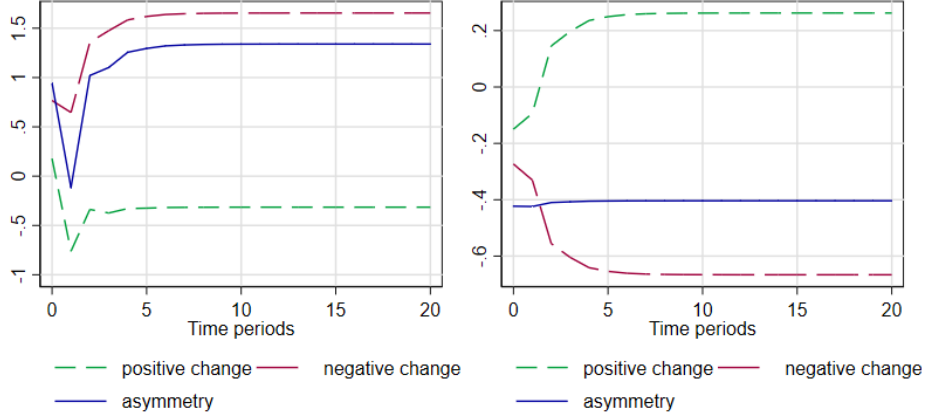 1.5
1
.5
0
-.5
-1
0 5 10 15 20
Time periods
positive change negative change
asymmetry
.2
0
-.2
-.4
-.6
0 5 10 15 20
Time periods
positive change negative change
asymmetry